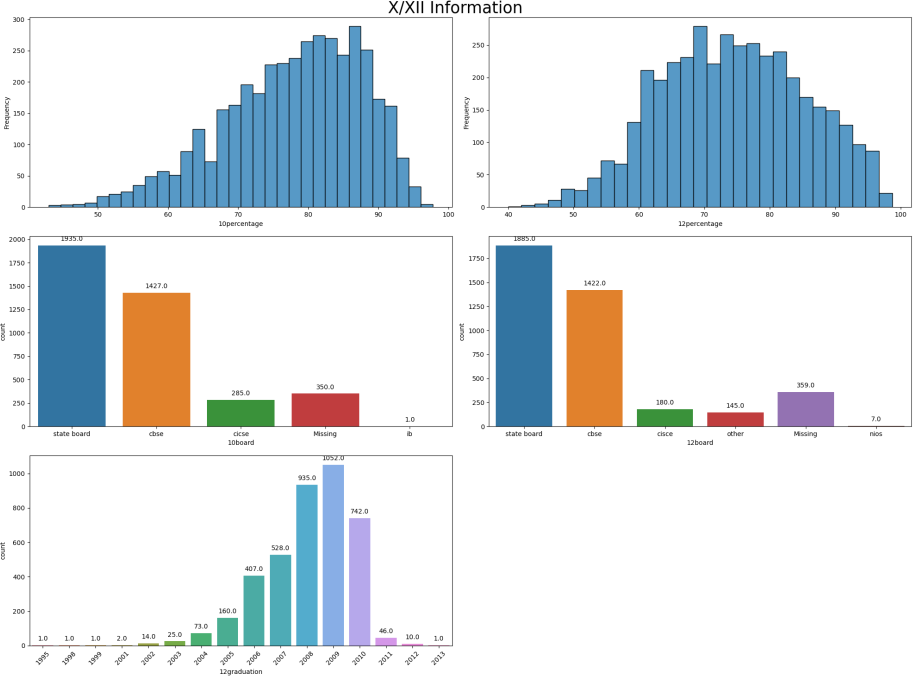 X/XII Information
300
250
200
150
100
50
0
Frequency
50 60 70 80 90 100
10percentage
250
200
150
100
50
0
Frequency
40 50 60 70 80 90 100
12percentage
2000
1750
1500
1250
1000
750
500
250
0
count
1935.0
1427.0
285.0
350.0
1.0
state board cbse cicse Missing ib
10board
1750
1500
1250
1000
750
500
250
0
count
1885.0
1422.0
180.0
145.0
359.0
7.0
state board cbse cisce other Missing nios
12board
1000
800
600
400
200
0
count
1.0 1.0 1.0 2.0 14.0 25.0 73.0 160.0 407.0 528.0 935.0 1052.0 742.0 46.0 10.0 1.0
1995 1998 1999 2001 2002 2003 2004 2005 2006 2007 2008 2009 2010 2011 2012 2013
12graduation